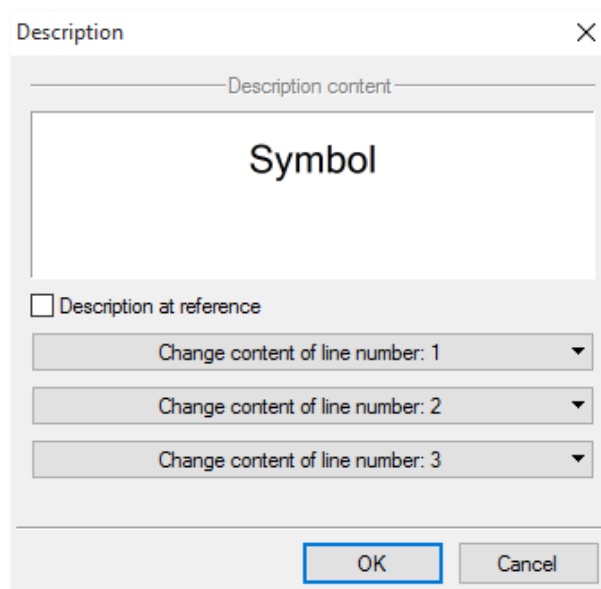 Description
Description content
Symbol
Description at reference
Change content of line number: 1
Change content of line number: 2
Change content of line number: 3
OK Cancel